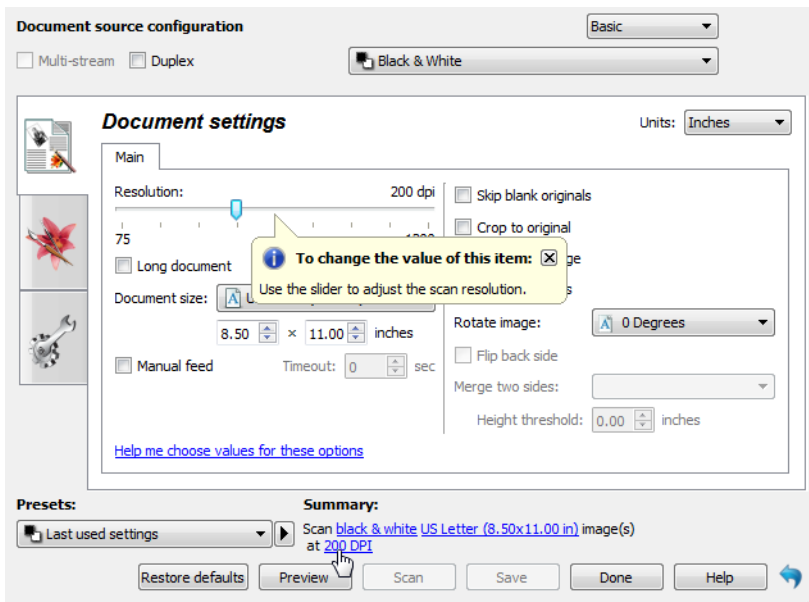 Document source configuration
Basic
Multi-stream Duplex
Black & White
Document settings
Units: Inches
Main
Resolution: 200 dpi
Skip blank originals
Crop to original
75
To change the value of this item:
Use the slider to adjust the scan resolution.
Long document
Document size:
8.50 × 11.00 inches
Rotate image: 0 Degrees
Manual feed Timeout: 0 sec
Flip back side
Merge two sides:
Height threshold: 0.00 inches
Help me choose values for these options
Presets:
Summary:
Last used settings
Scan black & white US Letter (8.50x11.00 in) image(s)
at 200 DPI
Restore defaults Preview Scan Save Done Help